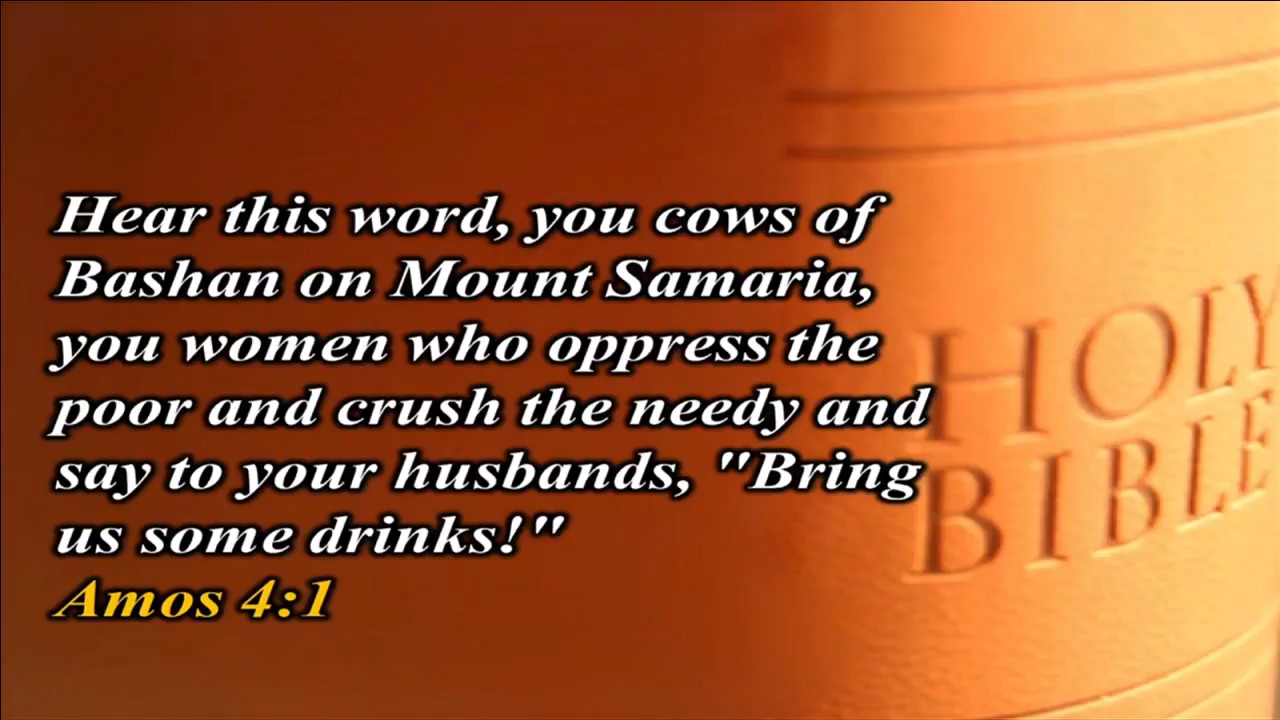 Hear this word, you cows of
Bashan on Mount Samaria,
you women who oppress the
poor and crush the needy and
say to your husbands, "Bring
us some drinks!"
Amos 4:1
HOLY
BIBLE